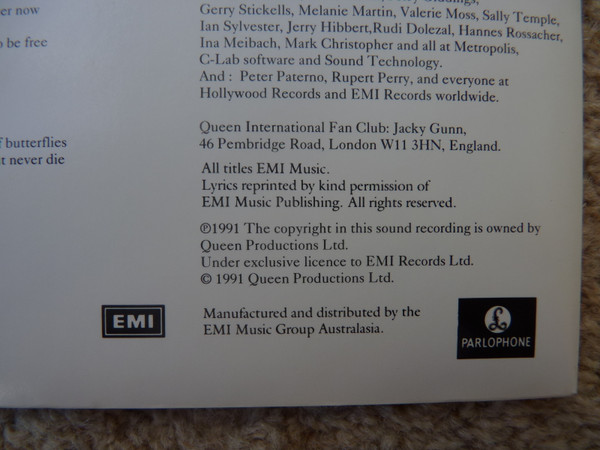 er now
o be free
f butterflies
t never die
Gerry Stickells, Melanie Martin, Valerie Moss, Sally Temple,
Ian Sylvester, Jerry Hibbert,Rudi Dolezal, Hannes Rossacher,
Ina Meibach, Mark Christopher and all at Metropolis,
C-Lab software and Sound Technology.
And : Peter Paterno, Rupert Perry, and everyone at
Hollywood Records and EMI Records worldwide.
Queen International Fan Club: Jacky Gunn,
46 Pembridge Road, London W11 3HN, England.
All titles EMI Music.
Lyrics reprinted by kind permission of
EMI Music Publishing. All rights reserved.
℗1991 The copyright in this sound recording is owned by
Queen Productions Ltd.
Under exclusive licence to EMI Records Ltd.
© 1991 Queen Productions Ltd.
EMI
Manufactured and distributed by the
EMI Music Group Australasia.
£
PARLOPHONE